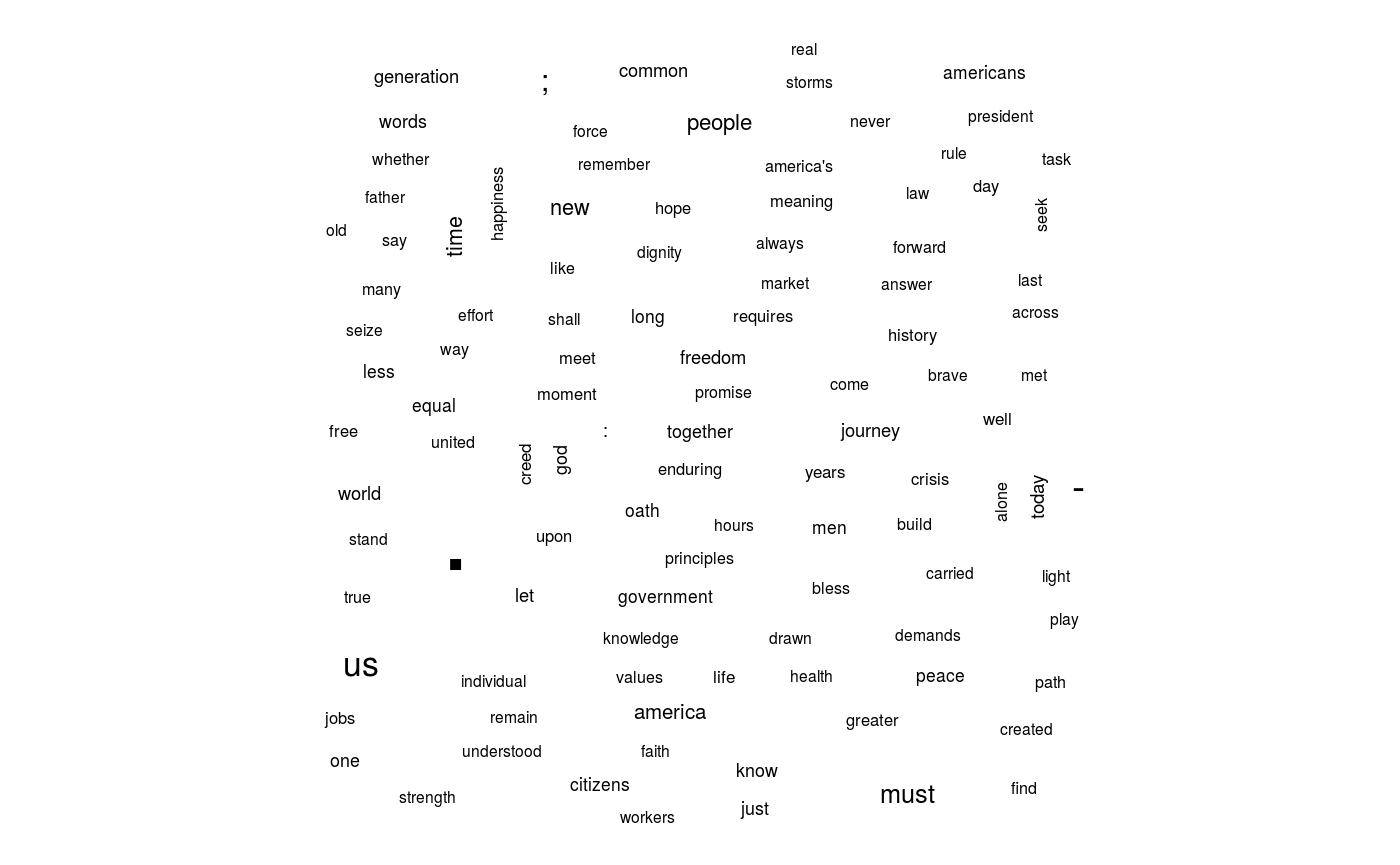 real
generation ; common storms americans
words force people never president
whether remember america's rule task
father happiness new hope meaning law day seek
old say time dignity always forward
many like market answer last
seize effort shall long requires history across
way meet freedom
less moment promise come brave met
equal
free united : together journey well
creed god enduring years crisis
world oath alone today -
stand upon hours men build
. principles carried light
true let government bless
knowledge drawn demands play
us individual values life health peace path
jobs remain america greater created
one understood faith know
strength citizens just must find
workers